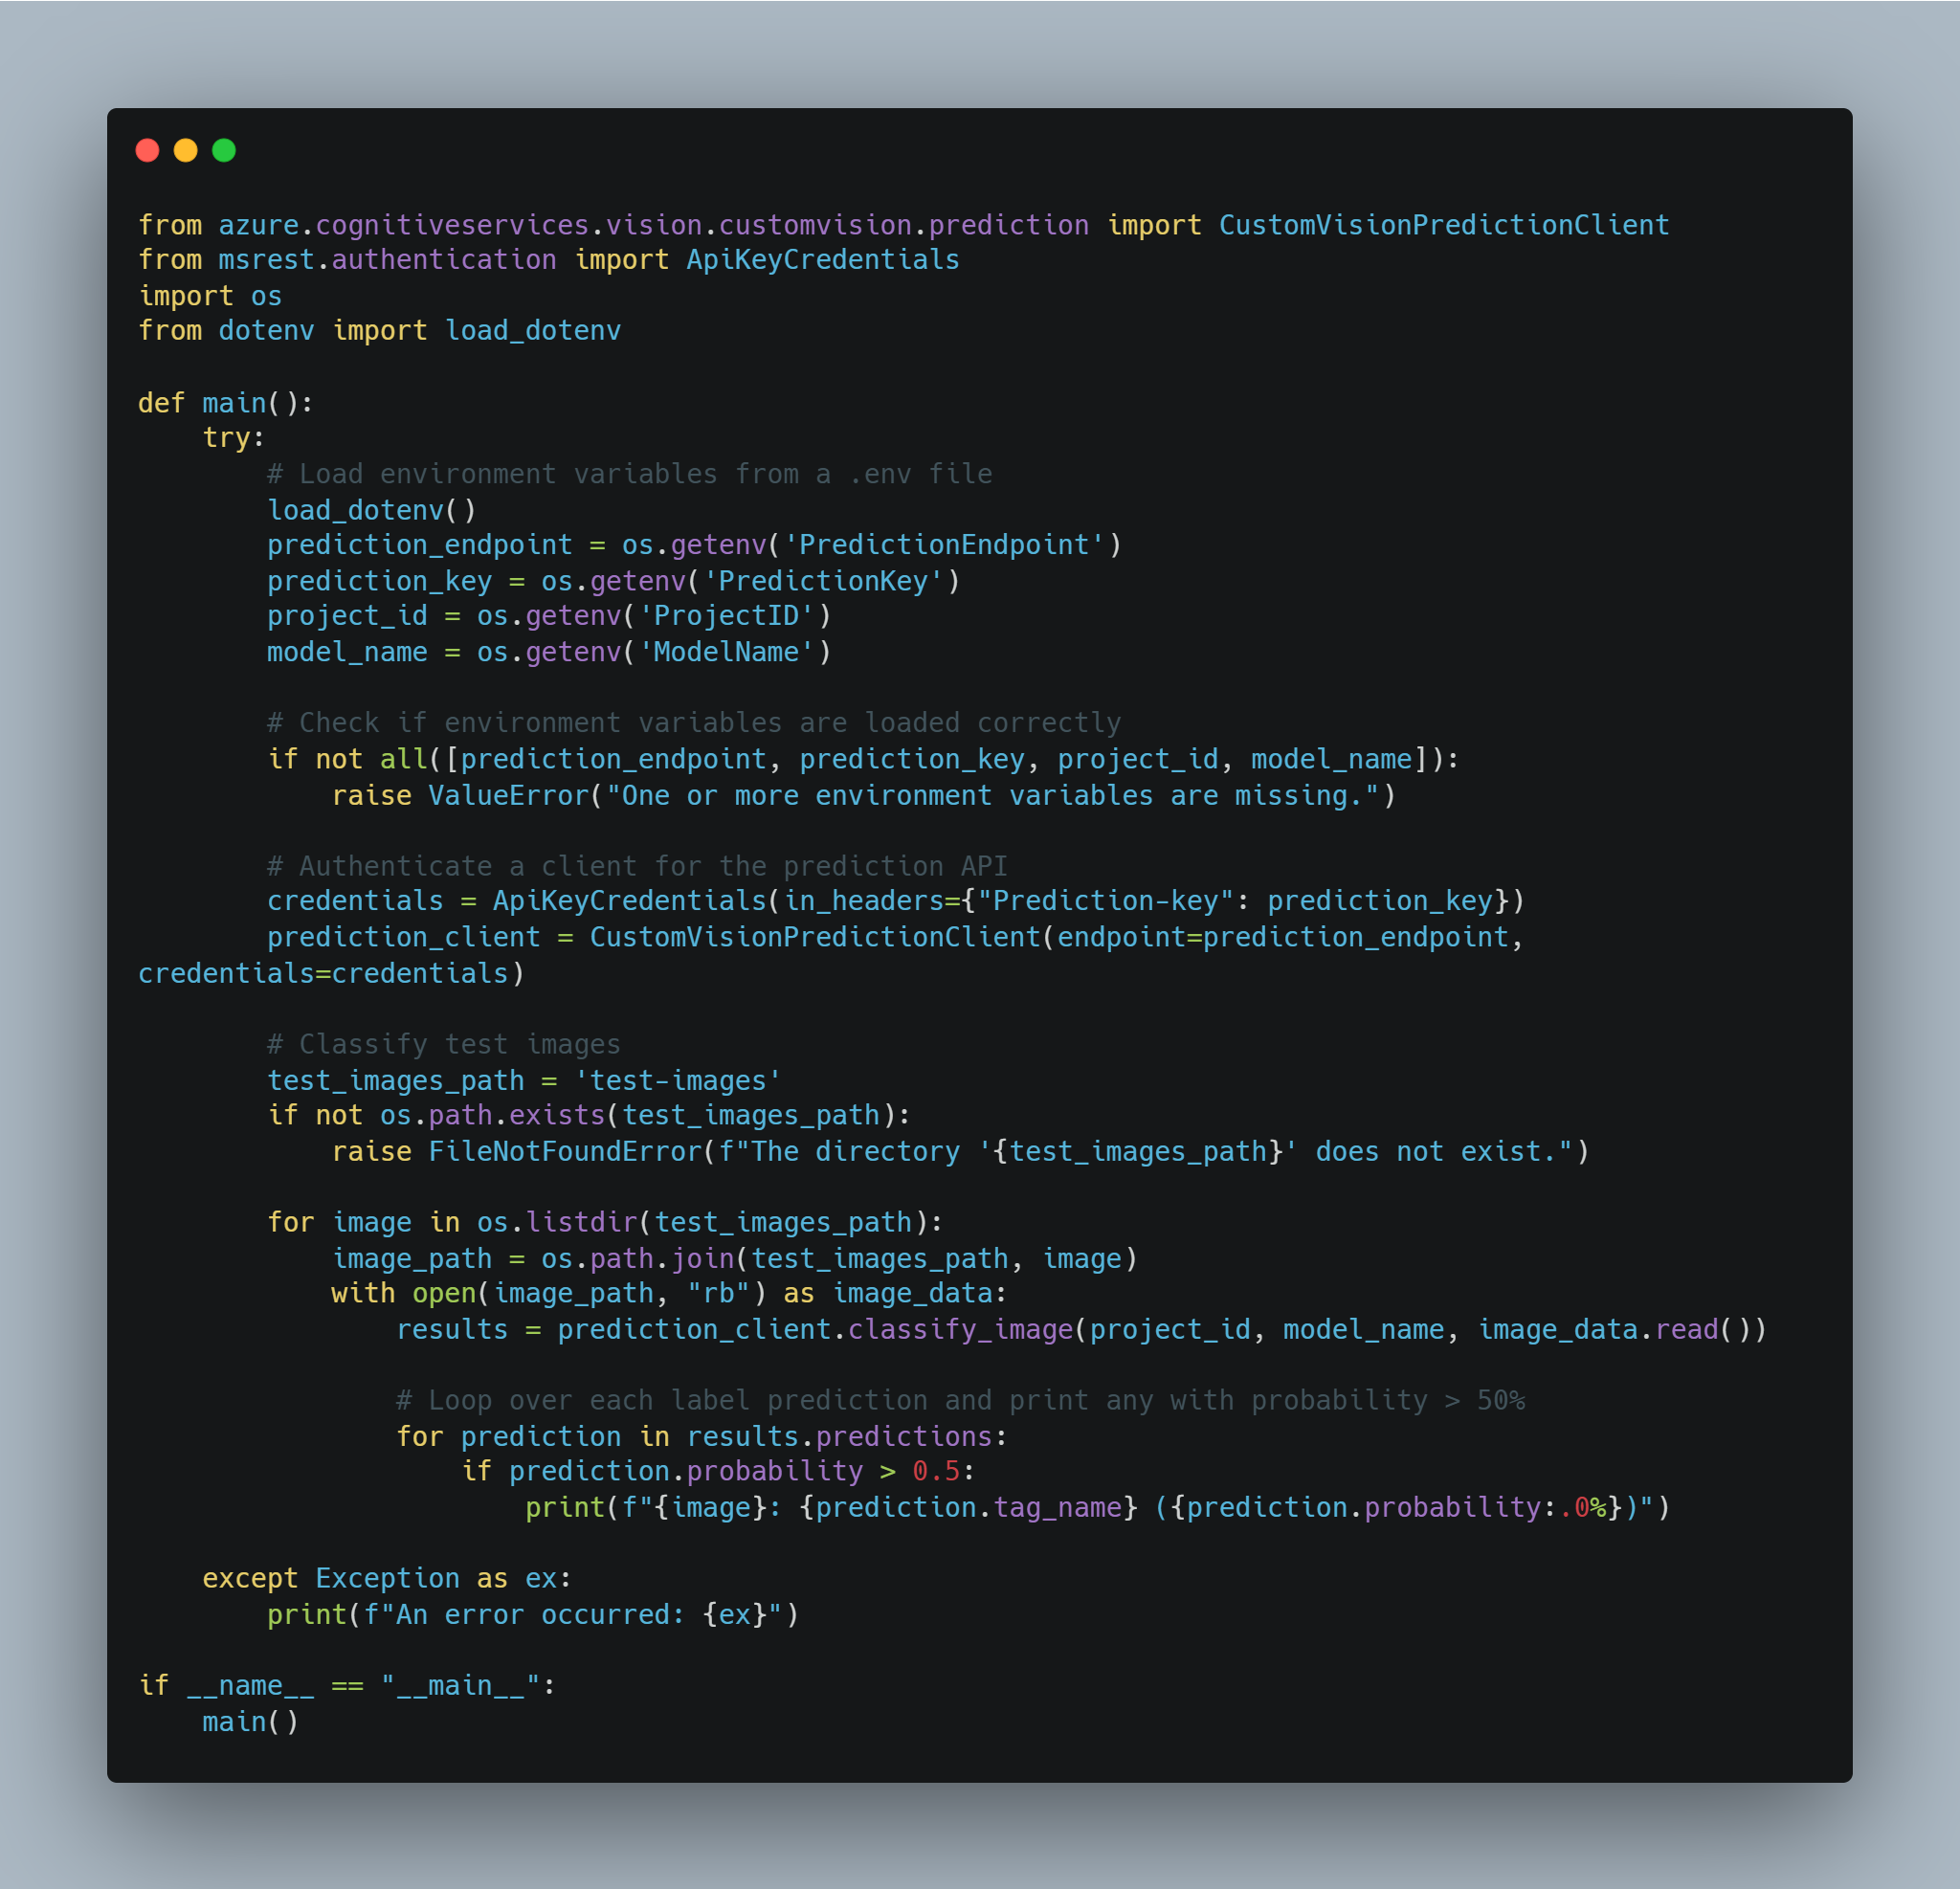 from azure.cognitiveservices.vision.customvision.prediction import CustomVisionPredictionClient
from msrest.authentication import ApiKeyCredentials
import os
from dotenv import load_dotenv

def main():
    try:
        # Load environment variables from a .env file
        load_dotenv()
        prediction_endpoint = os.getenv('PredictionEndpoint')
        prediction_key = os.getenv('PredictionKey')
        project_id = os.getenv('ProjectID')
        model_name = os.getenv('ModelName')

        # Check if environment variables are loaded correctly
        if not all([prediction_endpoint, prediction_key, project_id, model_name]):
            raise ValueError("One or more environment variables are missing.")

        # Authenticate a client for the prediction API
        credentials = ApiKeyCredentials(in_headers={"Prediction-key": prediction_key})
        prediction_client = CustomVisionPredictionClient(endpoint=prediction_endpoint,
credentials=credentials)

        # Classify test images
        test_images_path = 'test-images'
        if not os.path.exists(test_images_path):
            raise FileNotFoundError(f"The directory '{test_images_path}' does not exist.")

        for image in os.listdir(test_images_path):
            image_path = os.path.join(test_images_path, image)
            with open(image_path, "rb") as image_data:
                results = prediction_client.classify_image(project_id, model_name, image_data.read())

                # Loop over each label prediction and print any with probability > 50%
                for prediction in results.predictions:
                    if prediction.probability > 0.5:
                        print(f"{image}: {prediction.tag_name} ({prediction.probability:.0%})")

    except Exception as ex:
        print(f"An error occurred: {ex}")

if __name__ == "__main__":
    main()